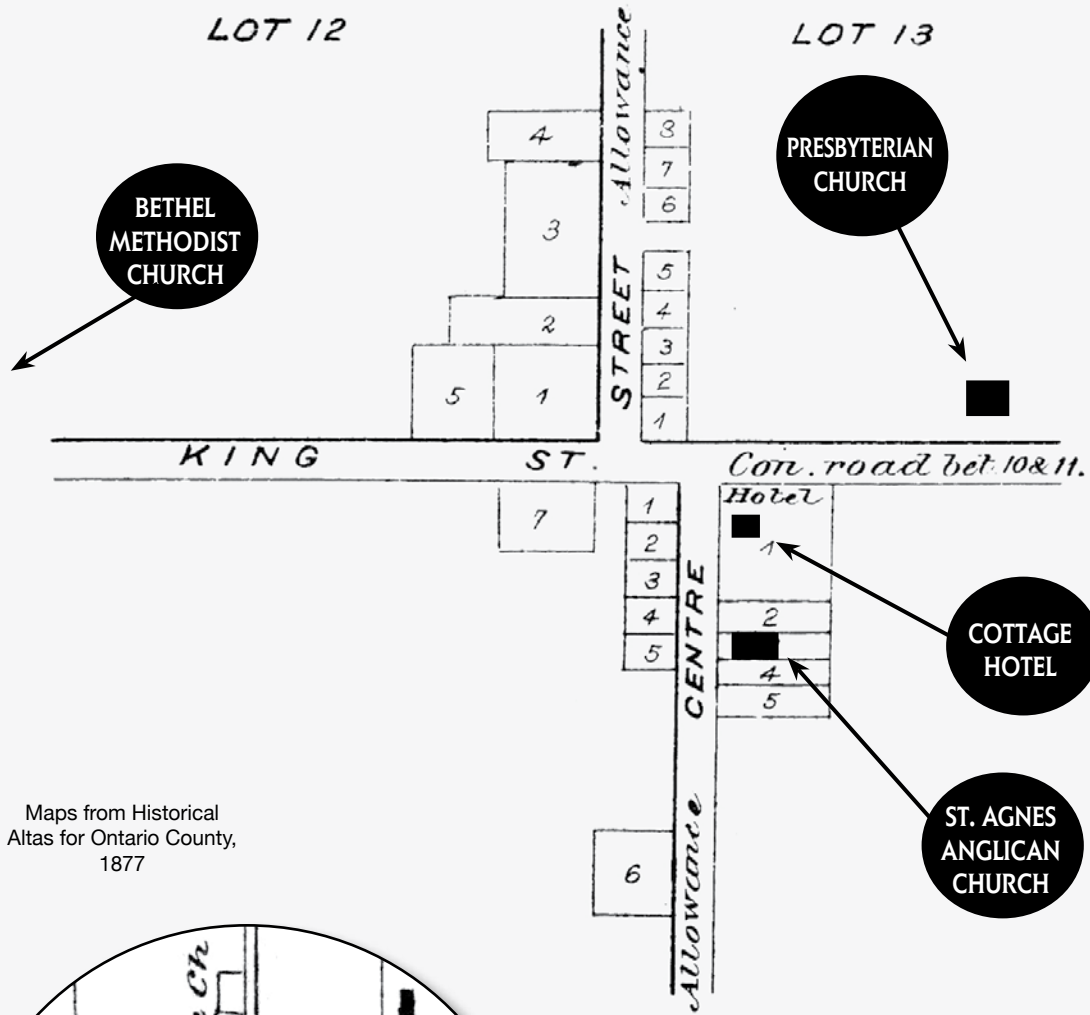 LOT 12
LOT 13
Allowance
4
8
7
6
PRESBYTERIAN
CHURCH
BETHEL
METHODIST
CHURCH
3
STREET
5
4
3
2
1
2
5
1
KING ST.
Con. road bet. 10 & 11.
Hotel
7
1
2
3
4
5
1
CENTRE
2
4
5
COTTAGE
HOTEL
Maps from Historical
Altas for Ontario County,
1877
6
Allowance
ST. AGNES
ANGLICAN
CHURCH
Ch